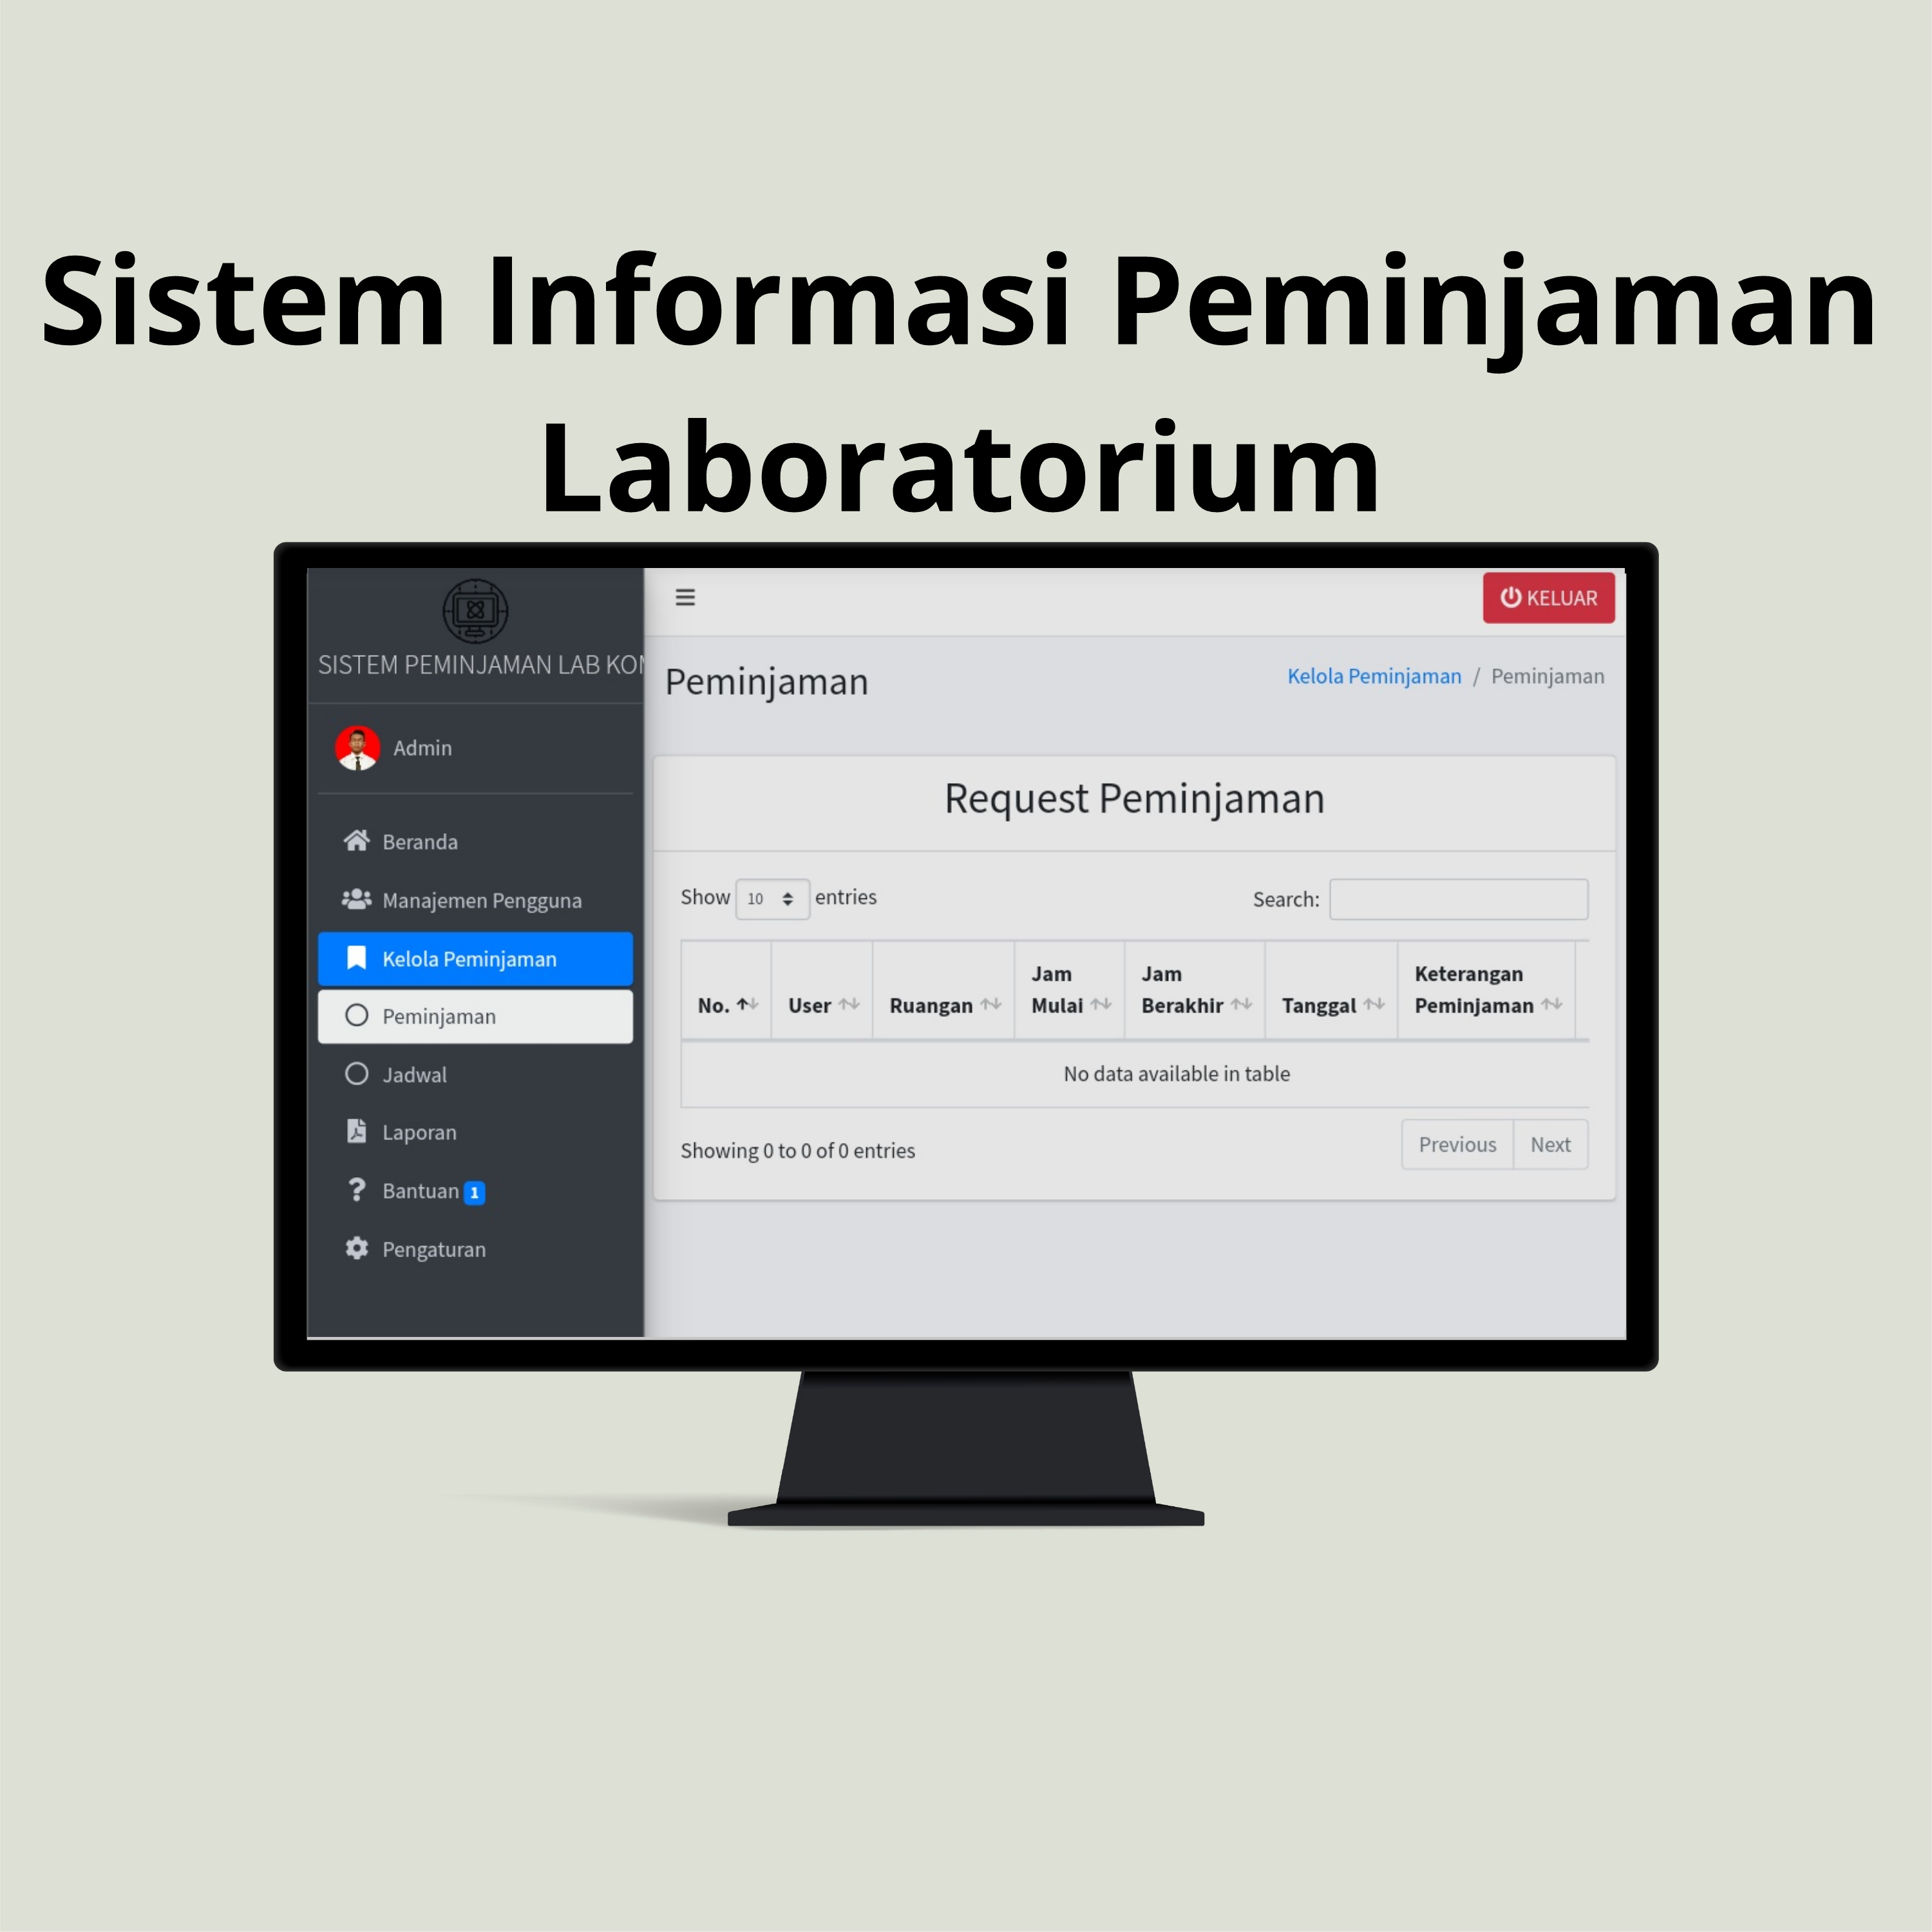 Sistem Informasi Peminjaman
Laboratorium
SISTEM PEMINJAMAN LAB
KELUAR
Peminjaman
Kelola Peminjaman / Peminjaman
Admin
Beranda
Manajemen Pengguna
Kelola Peminjaman
Peminjaman
Jadwal
Laporan
Bantuan 1
Pengaturan
Request Peminjaman
Show 10 entries
Search:
No. User Ruangan Jam Mulai Jam Berakhir Tanggal Keterangan Peminjaman
No data available in table
Showing 0 to 0 of 0 entries
Previous Next